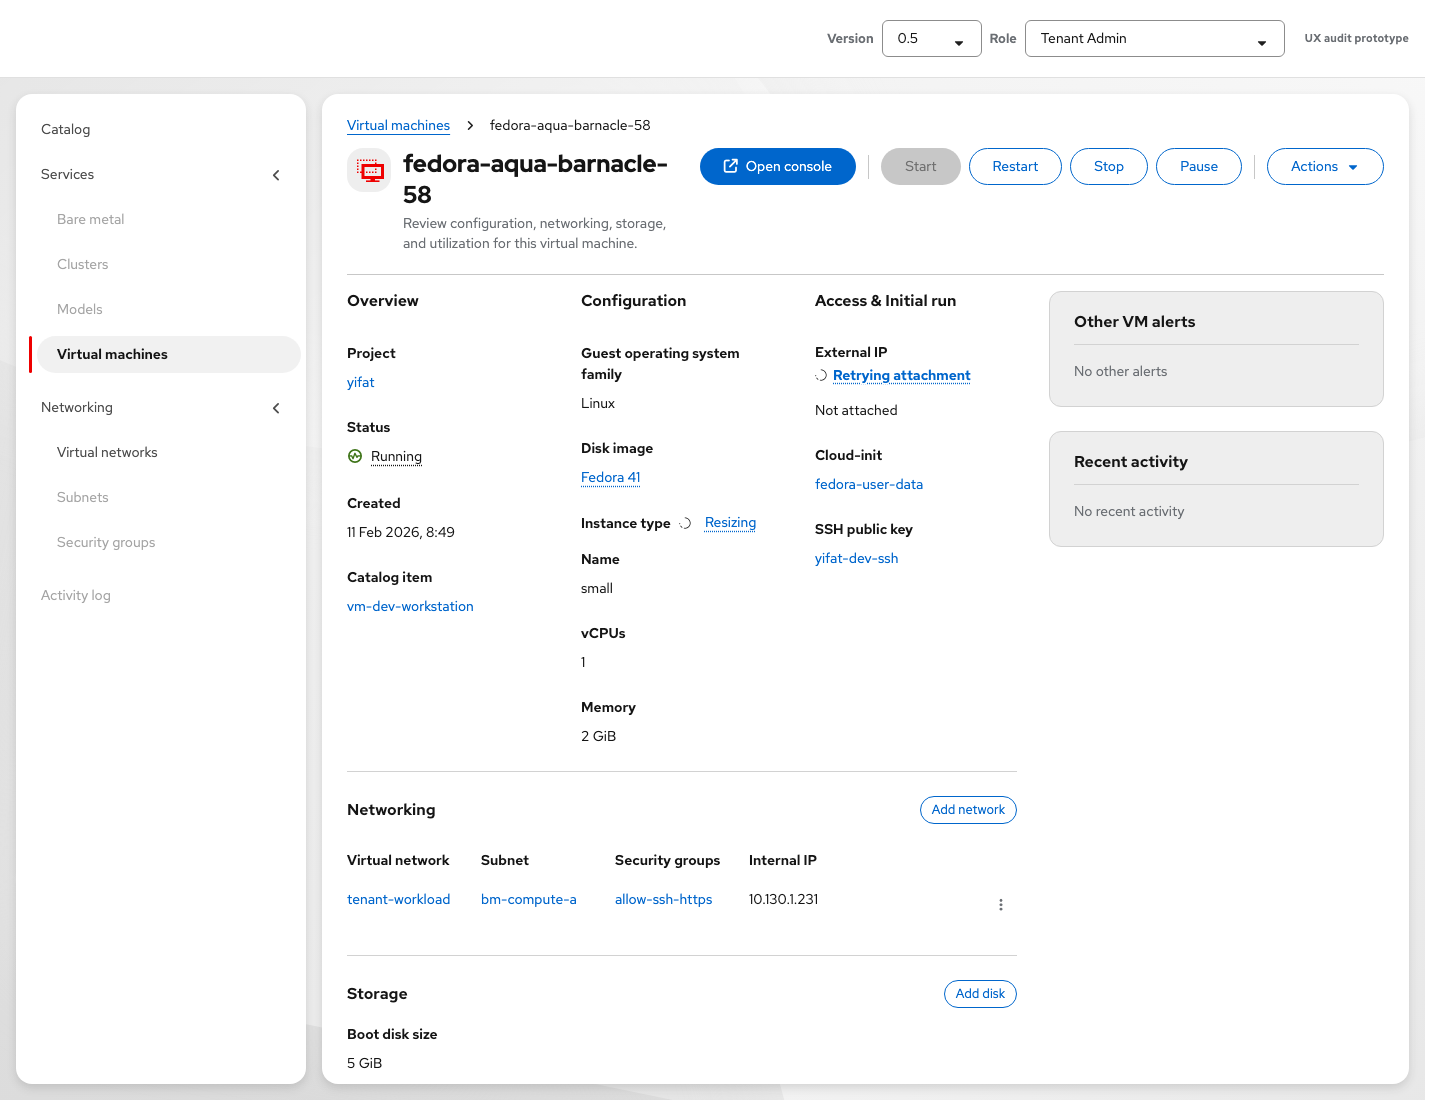 Version
0.5
Role
Tenant Admin
UX audit prototype
Catalog
Services
Bare metal
Clusters
Models
Virtual machines
Networking
Virtual networks
Subnets
Security groups
Activity log
Virtual machines
fedora-aqua-barnacle-58
fedora-aqua-barnacle-
58
Review configuration, networking, storage,
and utilization for this virtual machine.
Open console
Start
Restart
Stop
Pause
Actions
Overview
Project
yifat
Status
Running
Created
11 Feb 2026, 8:49
Catalog item
vm-dev-workstation
Configuration
Guest operating system
family
Linux
Disk image
Fedora 41
Instance type
Resizing
Name
small
vCPUs
1
Memory
2 GiB
Access & Initial run
External IP
Retrying attachment
Not attached
Cloud-init
fedora-user-data
SSH public key
yifat-dev-ssh
Other VM alerts
No other alerts
Recent activity
No recent activity
Networking
Add network
Virtual network Subnet Security groups Internal IP
tenant-workload bm-compute-a allow-ssh-https 10.130.1.231
Storage
Add disk
Boot disk size
5 GiB